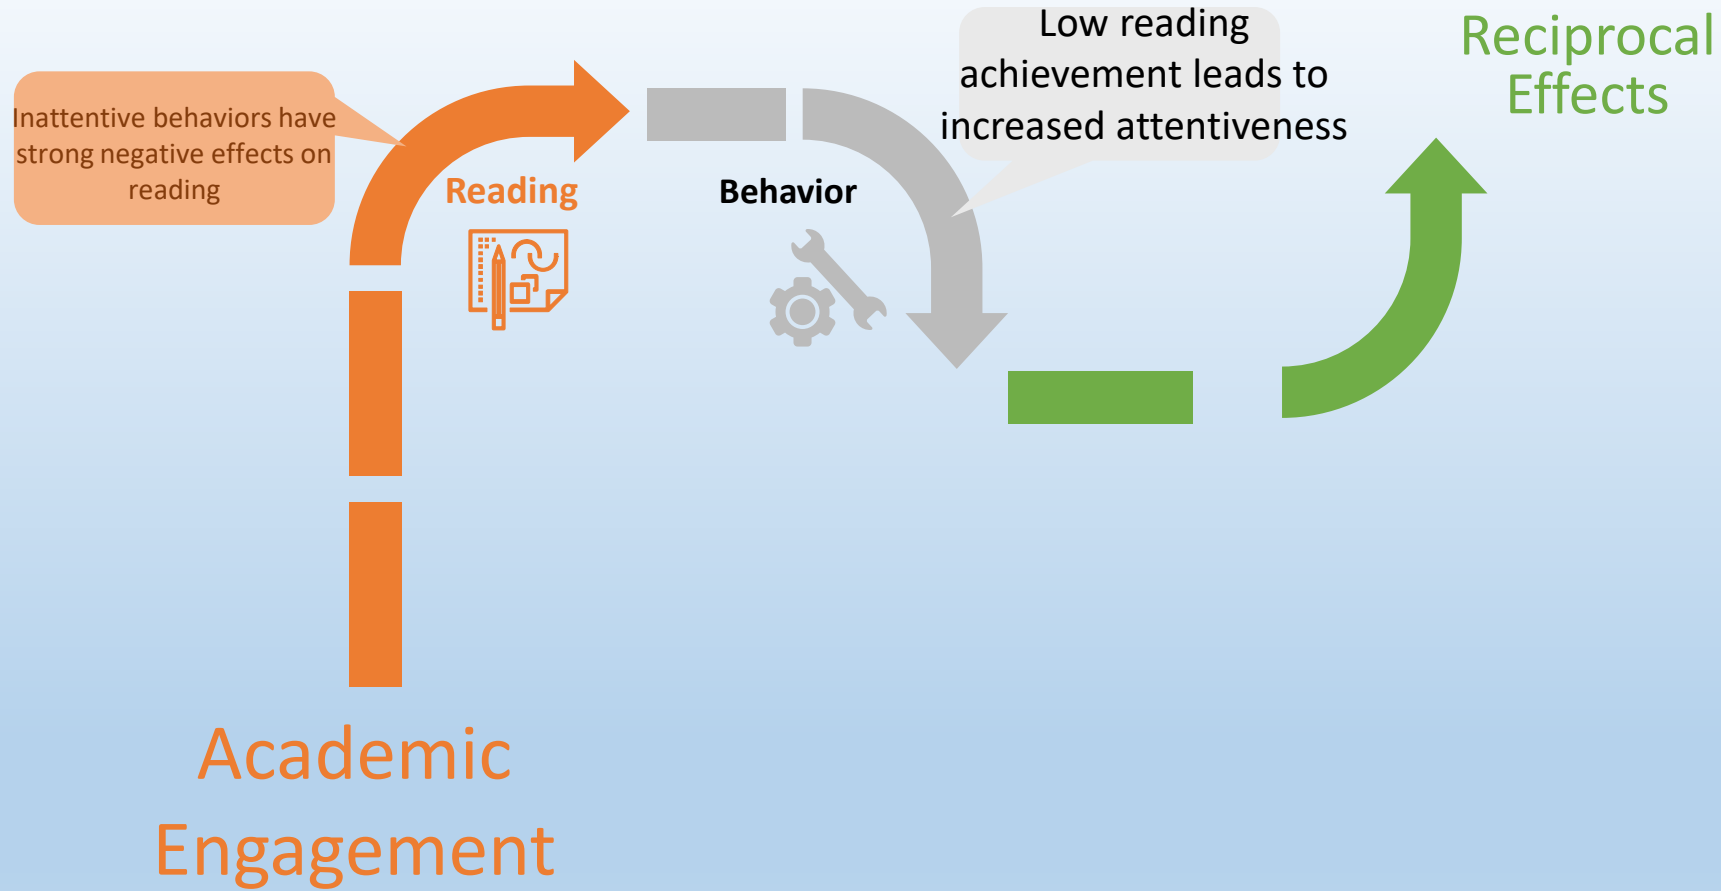 Inattentive behaviors have
strong negative effects on
reading
Reading
Behavior
Low reading
achievement leads to
increased attentiveness
Reciprocal
Effects
Academic
Engagement